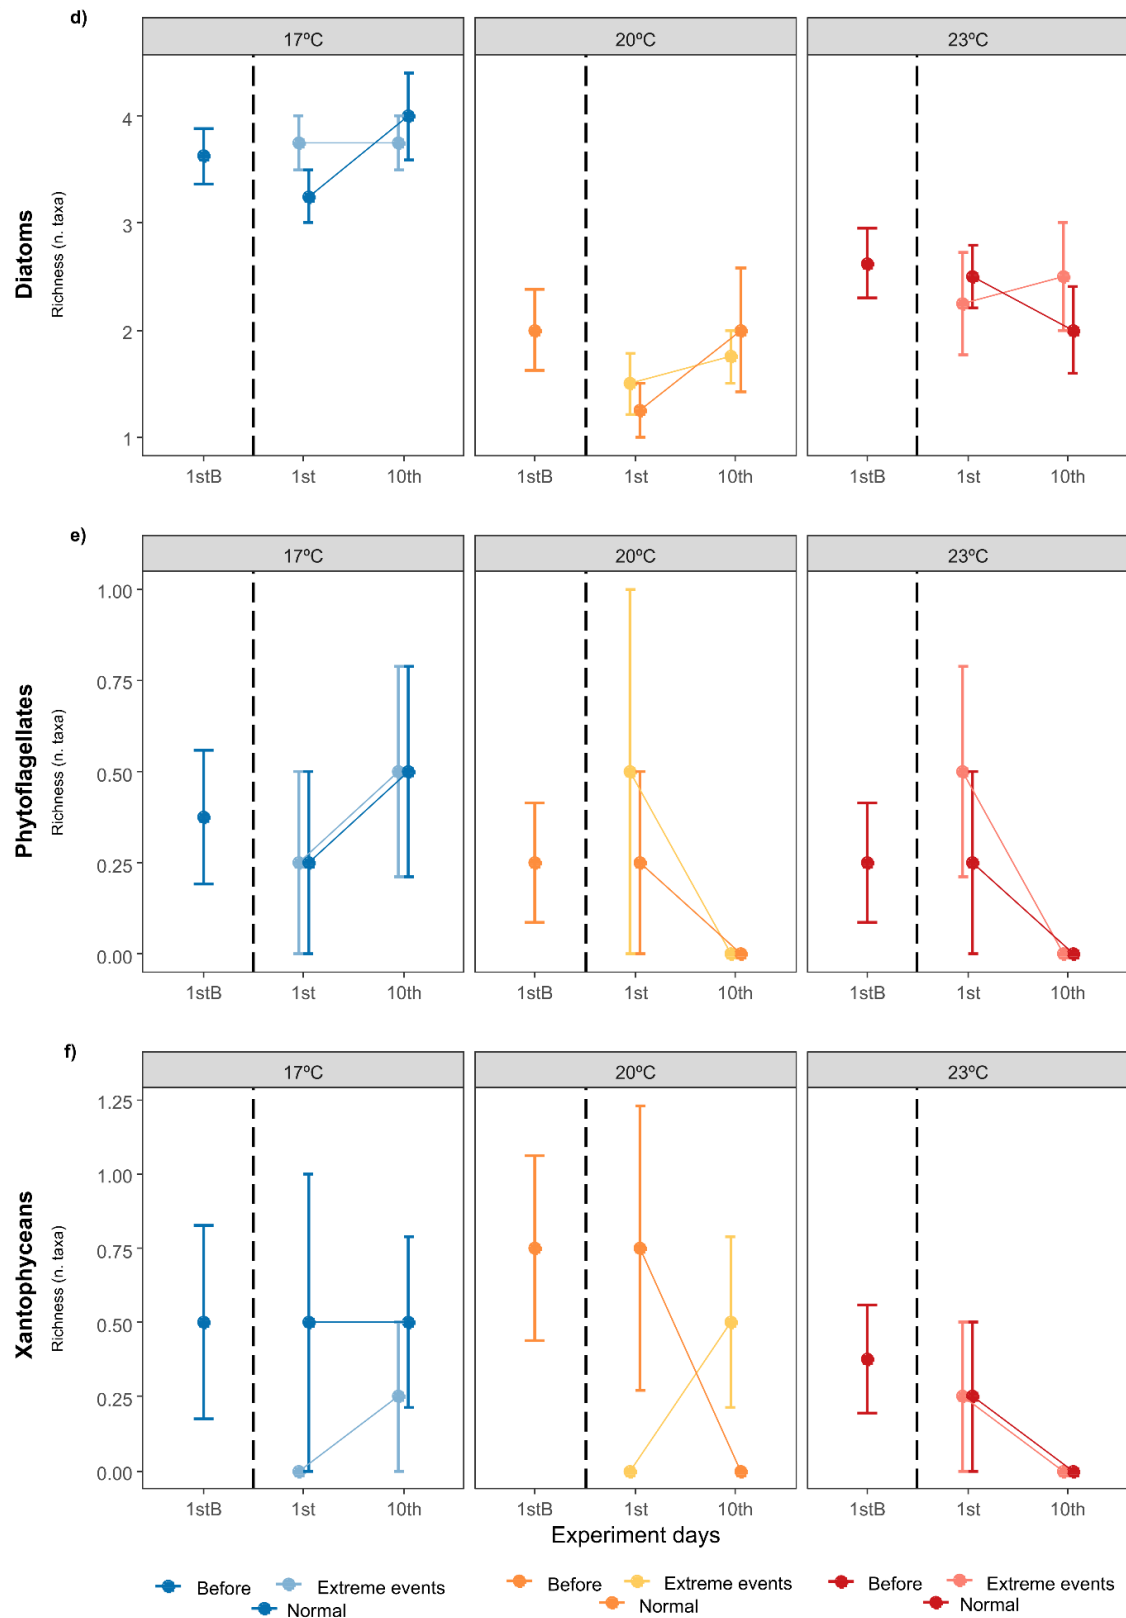 d)
17ºC
20ºC
23ºC
Diatoms
Richness (n. taxa)
4
3
2
1
1stB
1st
10th
1stB
1st
10th
1stB
1st
10th
e)
17ºC
20ºC
23ºC
Phytoflagellates
Richness (n. taxa)
1.00
0.75
0.50
0.25
0.00
1stB
1st
10th
1stB
1st
10th
1stB
1st
10th
f)
17ºC
20ºC
23ºC
Xantophyceans
Richness (n. taxa)
1.25
1.00
0.75
0.50
0.25
0.00
1stB
1st
10th
1stB
1st
10th
1stB
1st
10th
Experiment days
Before
Extreme events
Normal
Before
Extreme events
Normal
Before
Extreme events
Normal